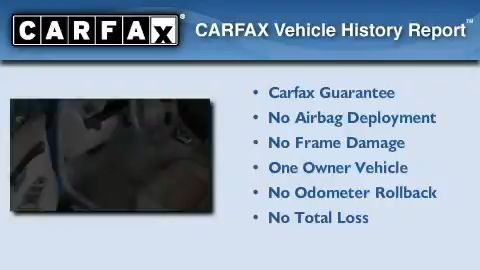 CARFAX® CARFAX Vehicle History Report™
• Carfax Guarantee
• No Airbag Deployment
• No Frame Damage
• One Owner Vehicle
• No Odometer Rollback
• No Total Loss